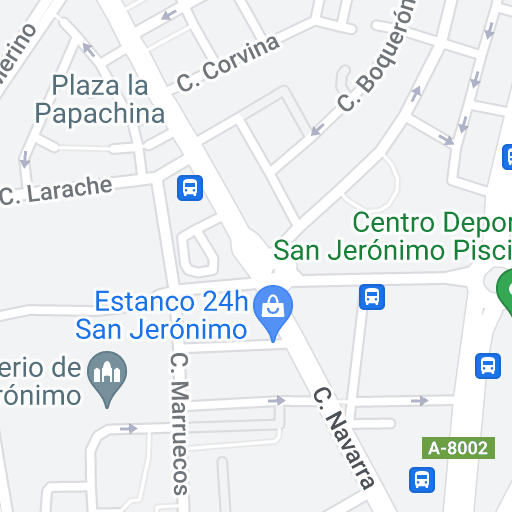 Merino
C. Corvina
C. Boquerón
Plaza la
Papachina
C. Larache
Centro Depor
San Jerónimo Pisci
Estanco 24h
San Jerónimo
erio de
rónimo
C. Marruecos
C. Navarra
A-8002